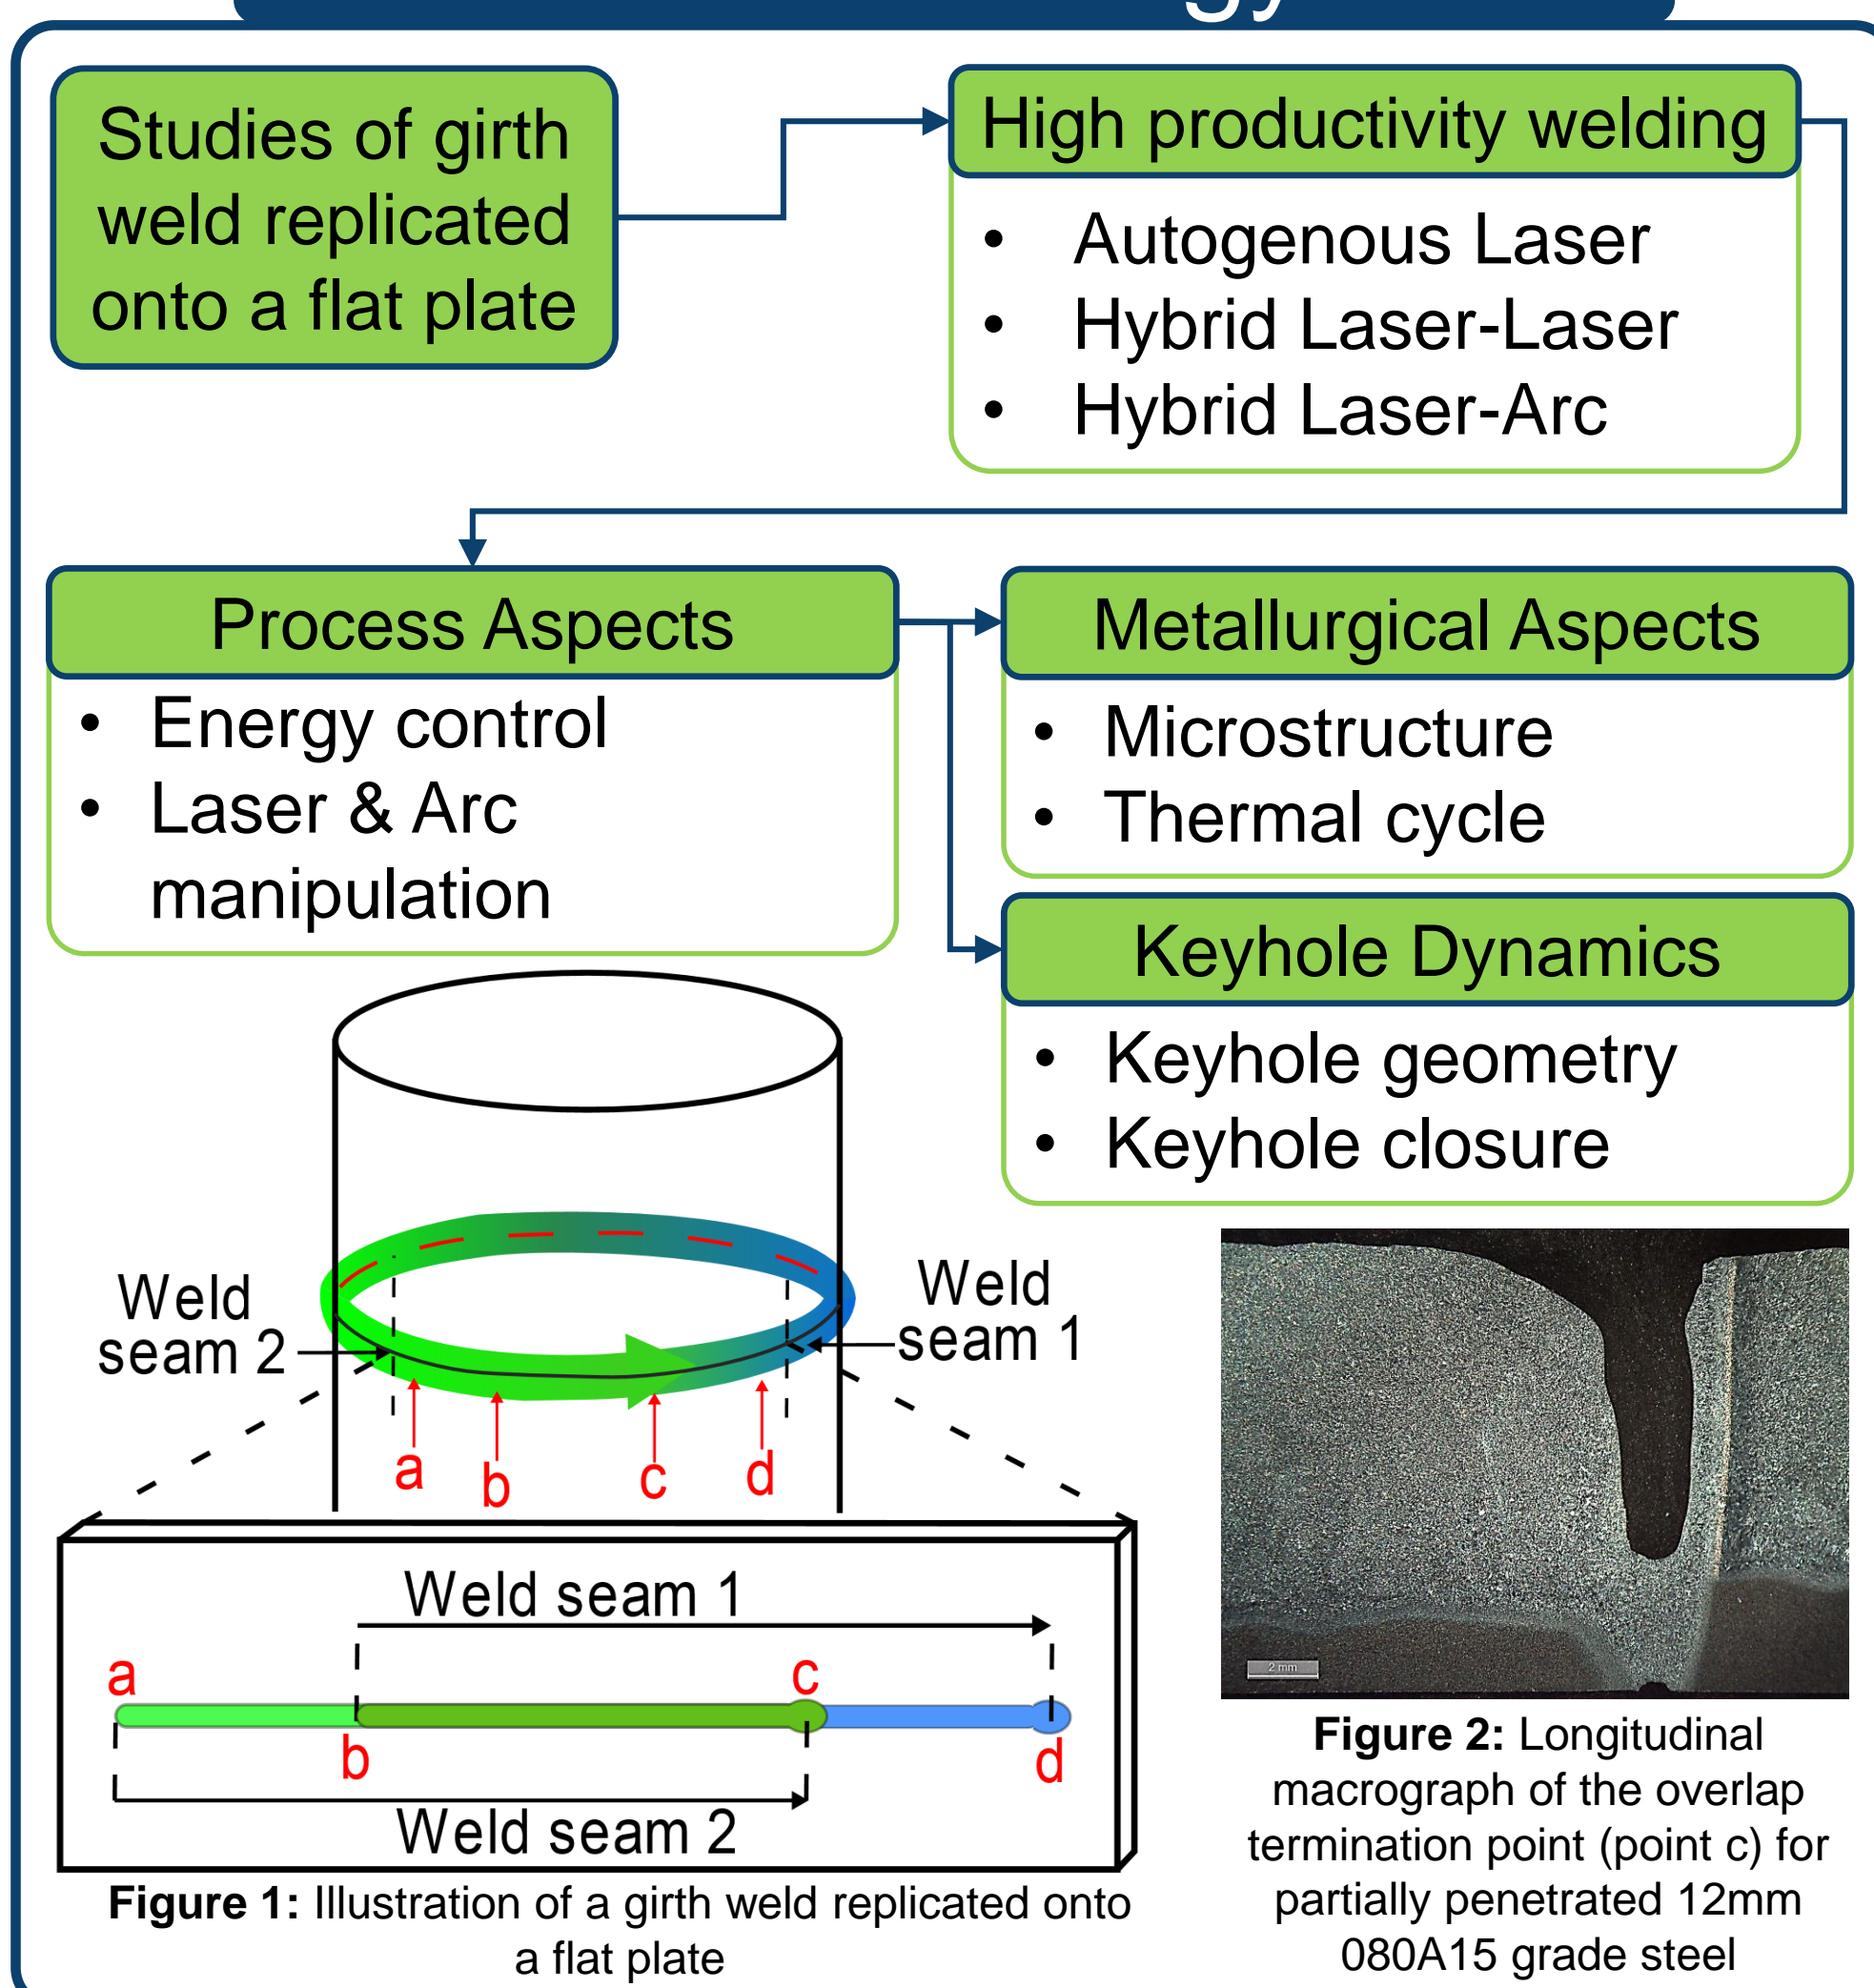 Studies of girth
weld replicated
onto a flat plate
High productivity welding
• Autogenous Laser
• Hybrid Laser-Laser
• Hybrid Laser-Arc
Process Aspects
• Energy control
• Laser & Arc
manipulation
Metallurgical Aspects
• Microstructure
• Thermal cycle
Keyhole Dynamics
• Keyhole geometry
• Keyhole closure
Weld
seam 2
Weld
seam 1
a
b
c
d
Weld seam 1
a
c
b
d
Weld seam 2
Figure 1: Illustration of a girth weld replicated onto
a flat plate
2 mm
Figure 2: Longitudinal
macrograph of the overlap
termination point (point c) for
partially penetrated 12mm
080A15 grade steel